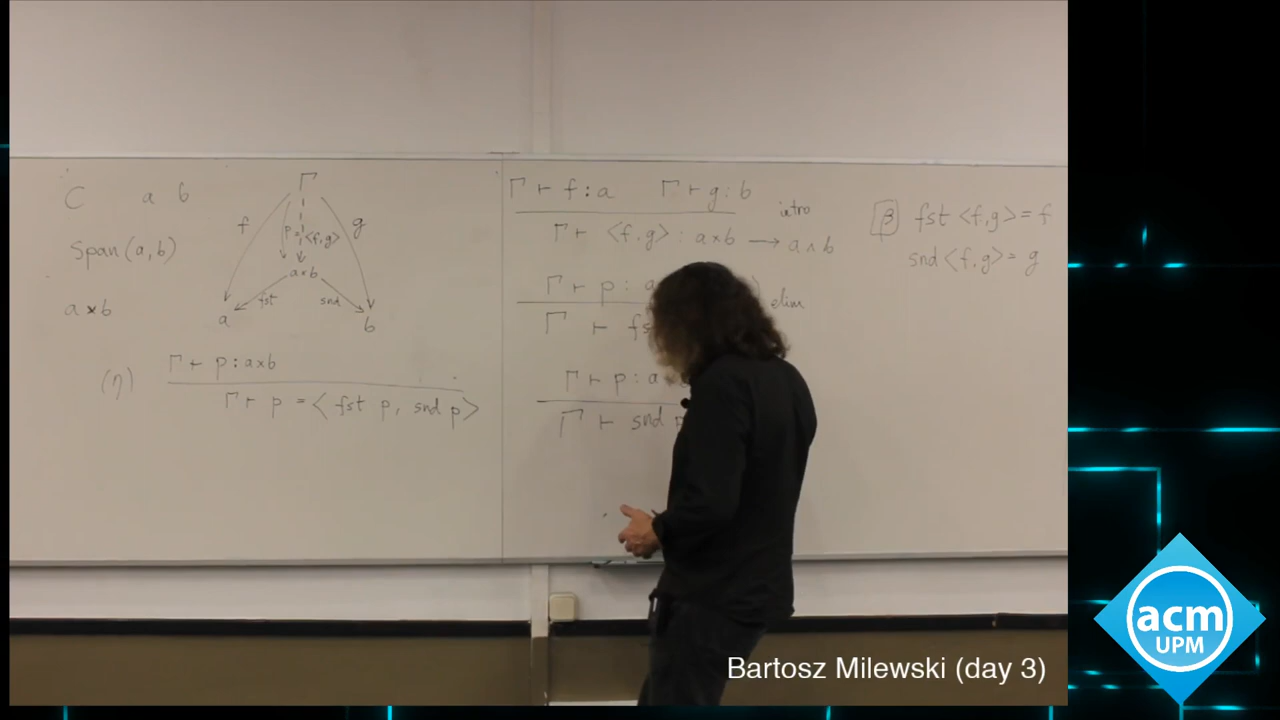 C a b
Span(a,b)
a×b
Γ
f g
p = <f,g>
a×b
fst snd
a b
(η)
Γ ⊢ p : a×b
Γ ⊢ p = < fst p, snd p>
Γ ⊢ f : a Γ ⊢ g : b
intro
Γ ⊢ <f,g> : a×b → a ∧ b
Γ ⊢ p : a
elim
Γ ⊢ fs
Γ ⊢ p : a×
Γ ⊢ snd p
β fst <f,g> = f
snd <f,g> = g
Bartosz Milewski (day 3)
acm
UPM